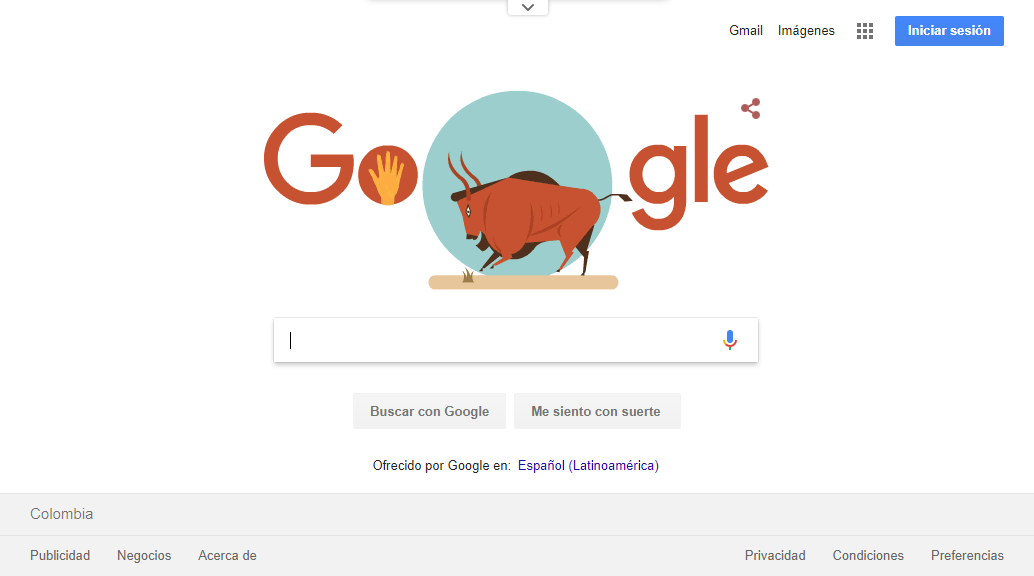 Gmail Imágenes Iniciar sesión
Google
Buscar con Google Me siento con suerte
Ofrecido por Google en: Español (Latinoamérica)
Colombia
Publicidad Negocios Acerca de Privacidad Condiciones Preferencias